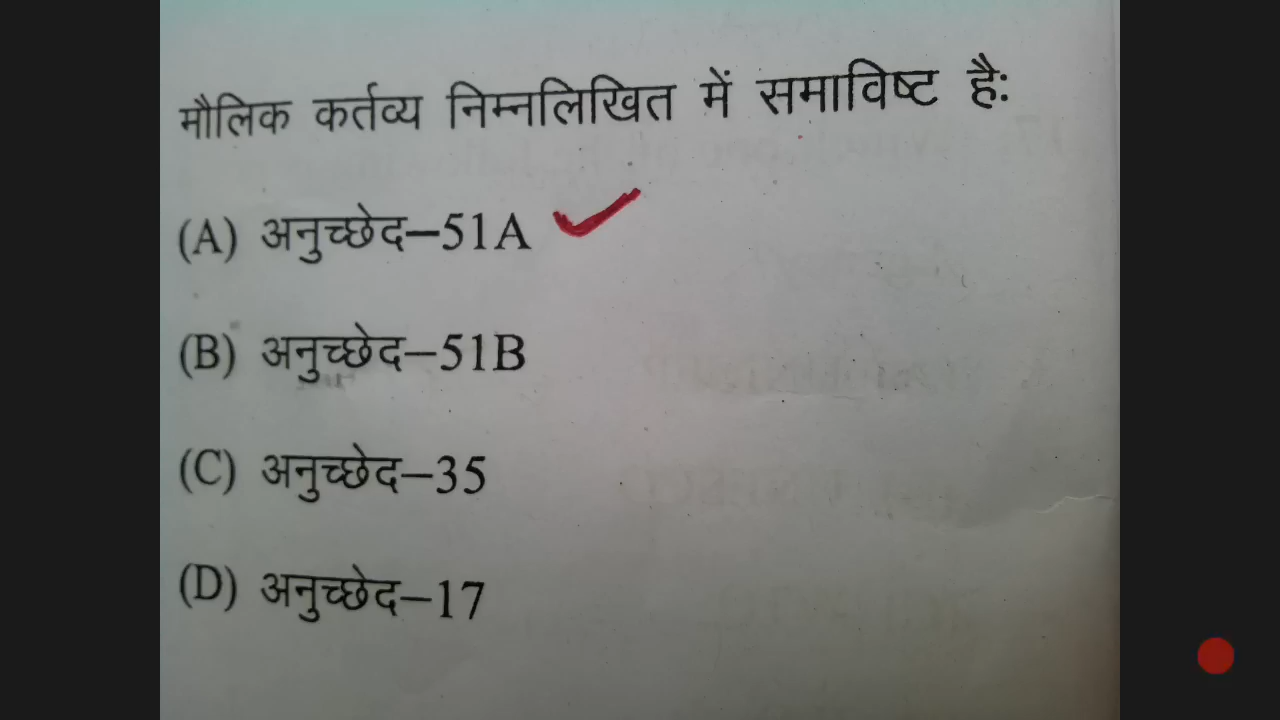 मौलिक कर्तव्य निम्नलिखित में समाविष्ट है:
(A) अनुच्छेद–51A
(B) अनुच्छेद–51B
(C) अनुच्छेद–35
(D) अनुच्छेद–17